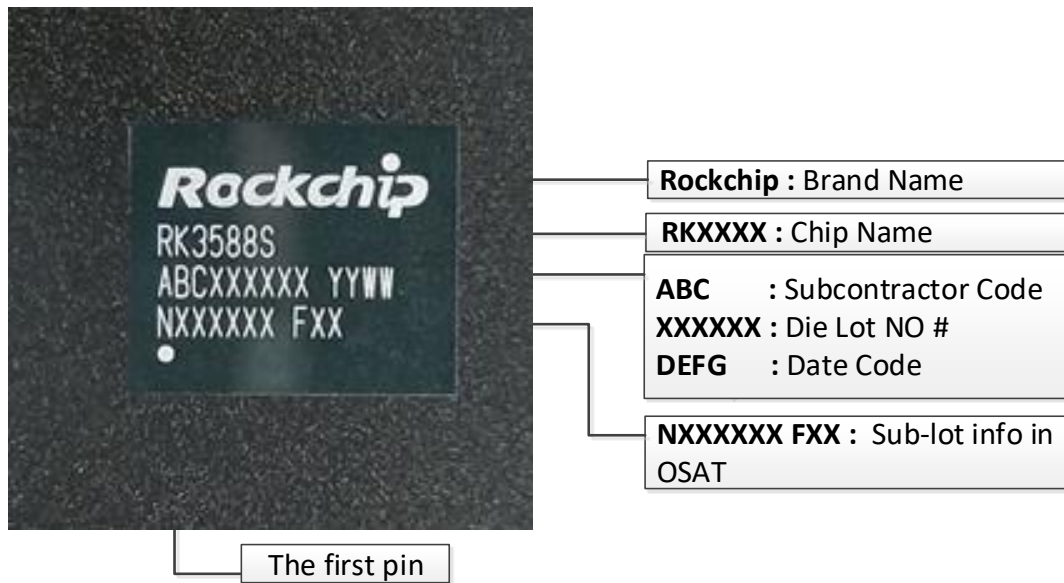 Rockchip
RK3588S
ABCXXXXXX YYWW
NXXXXXX FXX
Rockchip : Brand Name
RKXXXX : Chip Name
ABC : Subcontractor Code
XXXXXX : Die Lot NO #
DEFG : Date Code
NXXXXXX FXX : Sub-lot info in
OSAT
The first pin